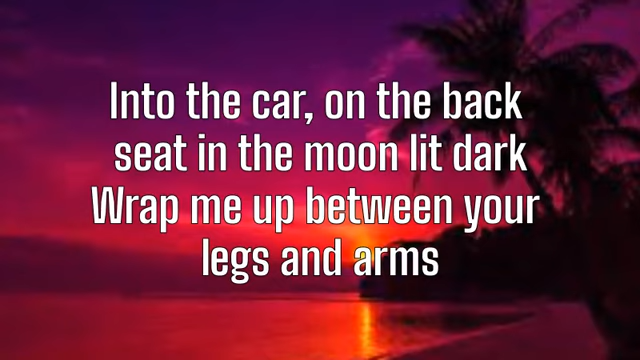 Into the car, on the back
seat in the moon lit dark
Wrap me up between your
legs and arms